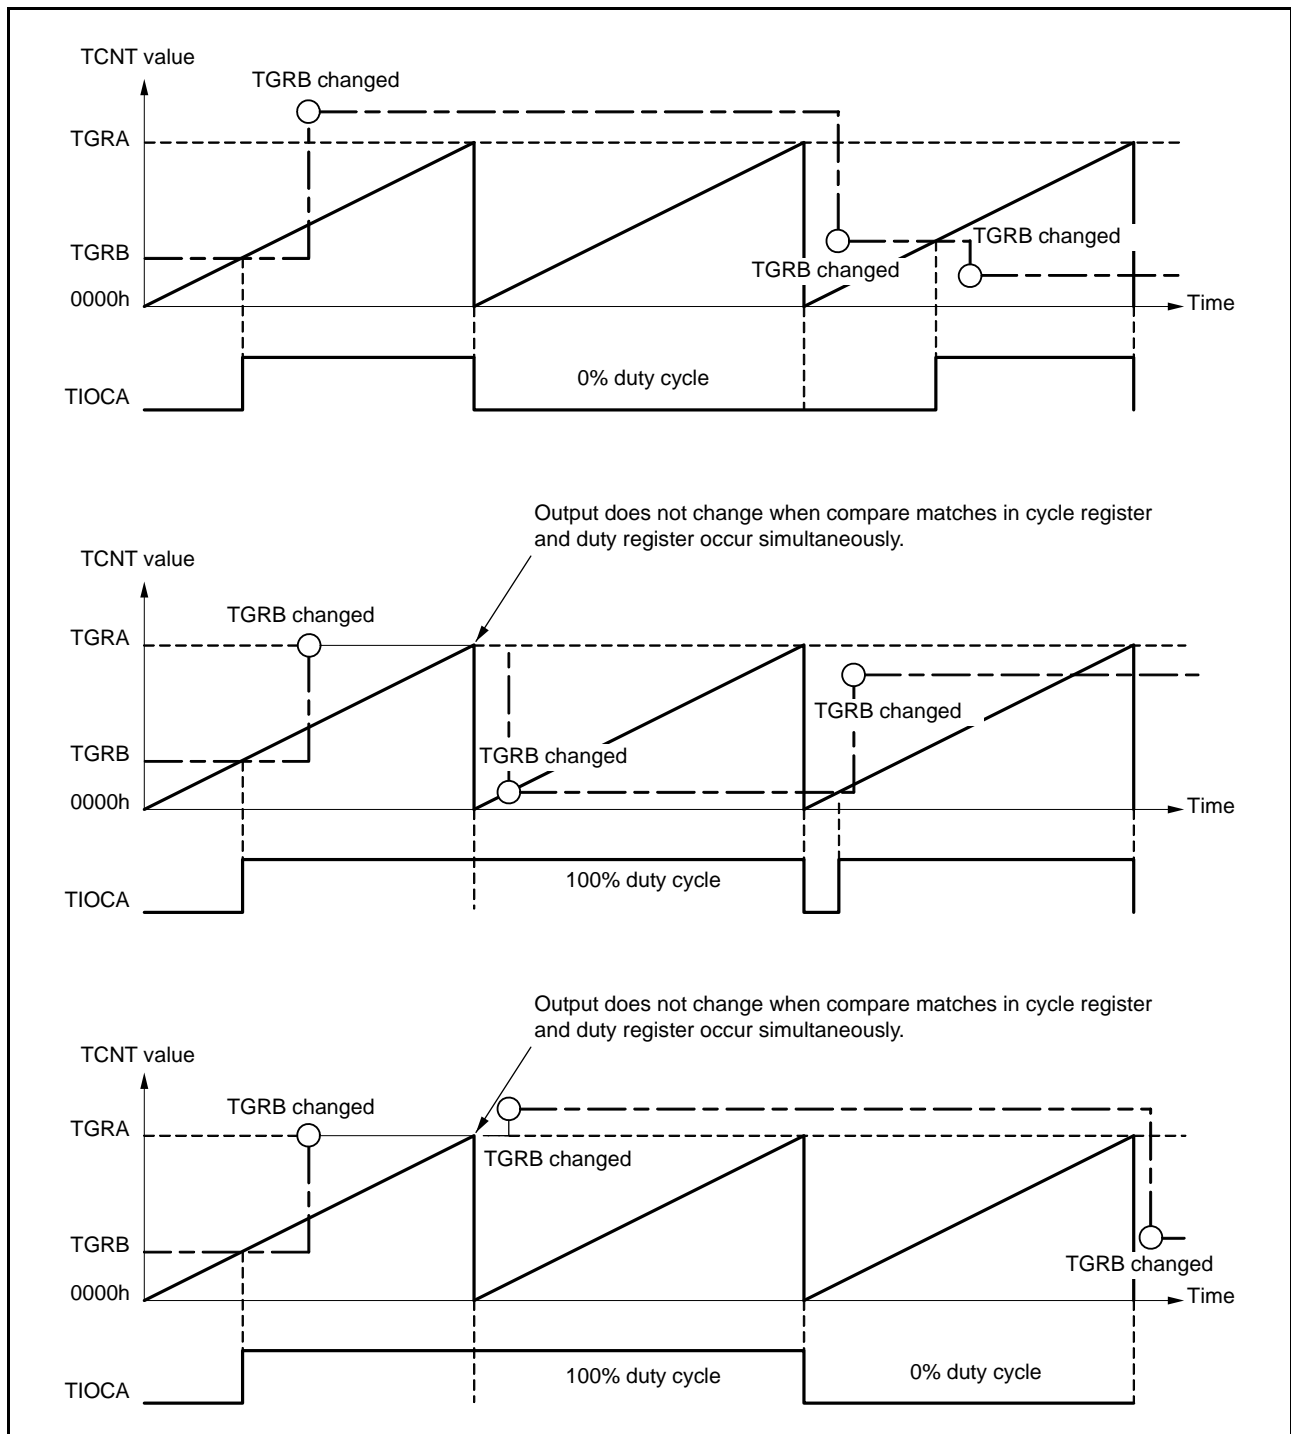 TCNT value
TGRB changed
TGRA
TGRB
TGRB changed
TGRB changed
0000h
Time
0% duty cycle
TIOCA
Output does not change when compare matches in cycle register
and duty register occur simultaneously.
TCNT value
TGRB changed
TGRA
TGRB changed
TGRB
TGRB changed
0000h
Time
100% duty cycle
TIOCA
Output does not change when compare matches in cycle register
and duty register occur simultaneously.
TCNT value
TGRB changed
TGRA
TGRB changed
TGRB
TGRB changed
0000h
Time
100% duty cycle
0% duty cycle
TIOCA